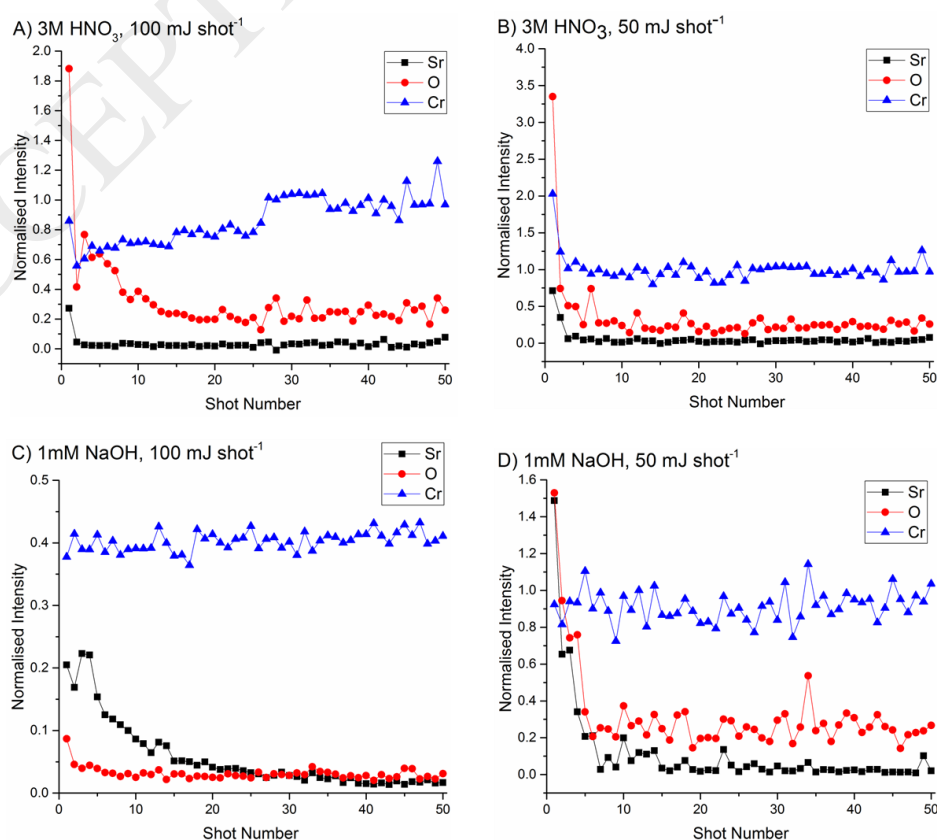 CCEPT
A) 3M HNO₃, 100 mJ shot⁻¹
2.0
1.8
1.6
1.4
1.2
1.0
0.8
0.6
0.4
0.2
0.0
Normalised Intensity
Sr
O
Cr
0 10 20 30 40 50
Shot Number
B) 3M HNO₃, 50 mJ shot⁻¹
4.0
3.5
3.0
2.5
2.0
1.5
1.0
0.5
0.0
Normalised Intensity
Sr
O
Cr
0 10 20 30 40 50
Shot Number
C) 1mM NaOH, 100 mJ shot⁻¹
0.5
0.4
0.3
0.2
0.1
0.0
Normalised Intensity
Sr
O
Cr
0 10 20 30 40 50
Shot Number
D) 1mM NaOH, 50 mJ shot⁻¹
1.6
1.4
1.2
1.0
0.8
0.6
0.4
0.2
0.0
Normalised Intensity
Sr
O
Cr
0 10 20 30 40 50
Shot Number